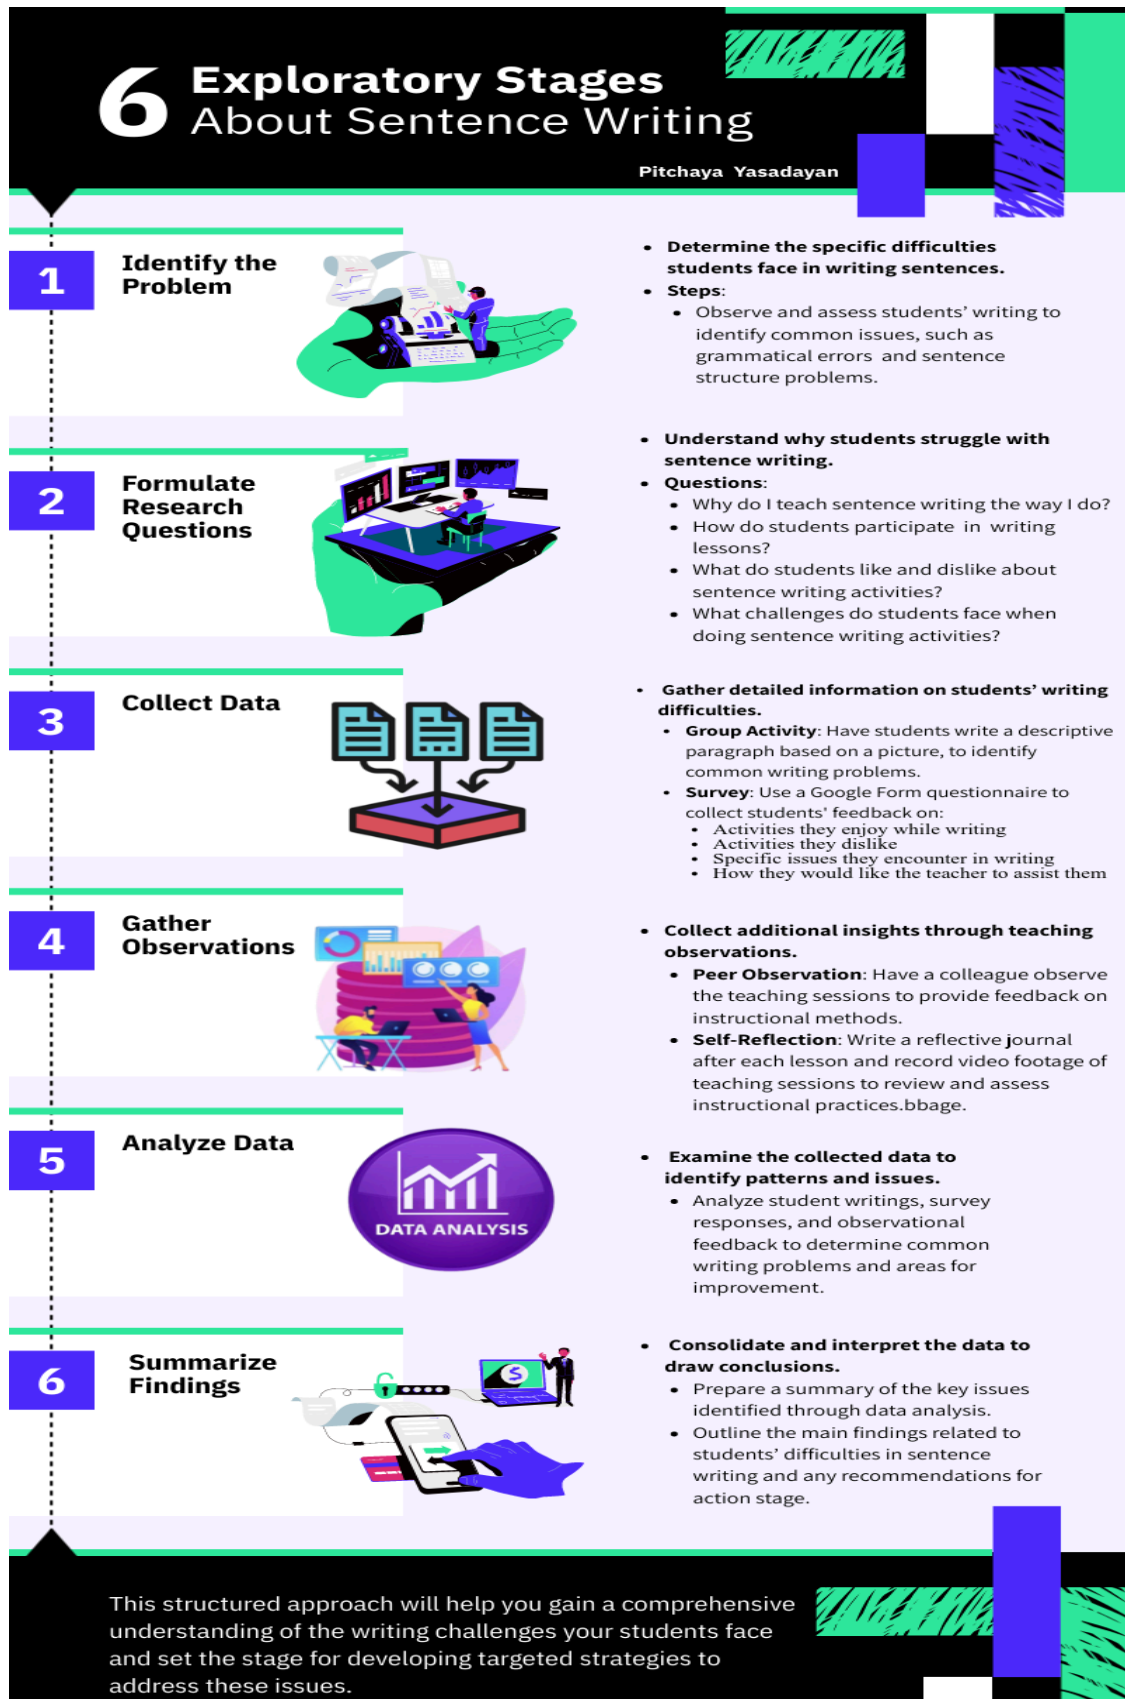 6
Exploratory Stages
About Sentence Writing
Pitchaya Yasadayan
1
Identify the
Problem
• Determine the specific difficulties
students face in writing sentences.
• Steps:
• Observe and assess students’ writing to
identify common issues, such as
grammatical errors and sentence
structure problems.
2
Formulate
Research
Questions
• Understand why students struggle with
sentence writing.
• Questions:
• Why do I teach sentence writing the way I do?
• How do students participate in writing
lessons?
• What do students like and dislike about
sentence writing activities?
• What challenges do students face when
doing sentence writing activities?
3
Collect Data
• Gather detailed information on students’ writing
difficulties.
• Group Activity: Have students write a descriptive
paragraph based on a picture, to identify
common writing problems.
• Survey: Use a Google Form questionnaire to
collect students' feedback on:
• Activities they enjoy while writing
• Activities they dislike
• Specific issues they encounter in writing
• How they would like the teacher to assist them
4
Gather
Observations
• Collect additional insights through teaching
observations.
• Peer Observation: Have a colleague observe
the teaching sessions to provide feedback on
instructional methods.
• Self-Reflection: Write a reflective journal
after each lesson and record video footage of
teaching sessions to review and assess
instructional practices.bbage.
5
Analyze Data
DATA ANALYSIS
• Examine the collected data to
identify patterns and issues.
• Analyze student writings, survey
responses, and observational
feedback to determine common
writing problems and areas for
improvement.
6
Summarize
Findings
$
• Consolidate and interpret the data to
draw conclusions.
• Prepare a summary of the key issues
identified through data analysis.
• Outline the main findings related to
students’ difficulties in sentence
writing and any recommendations for
action stage.
This structured approach will help you gain a comprehensive
understanding of the writing challenges your students face
and set the stage for developing targeted strategies to
address these issues.